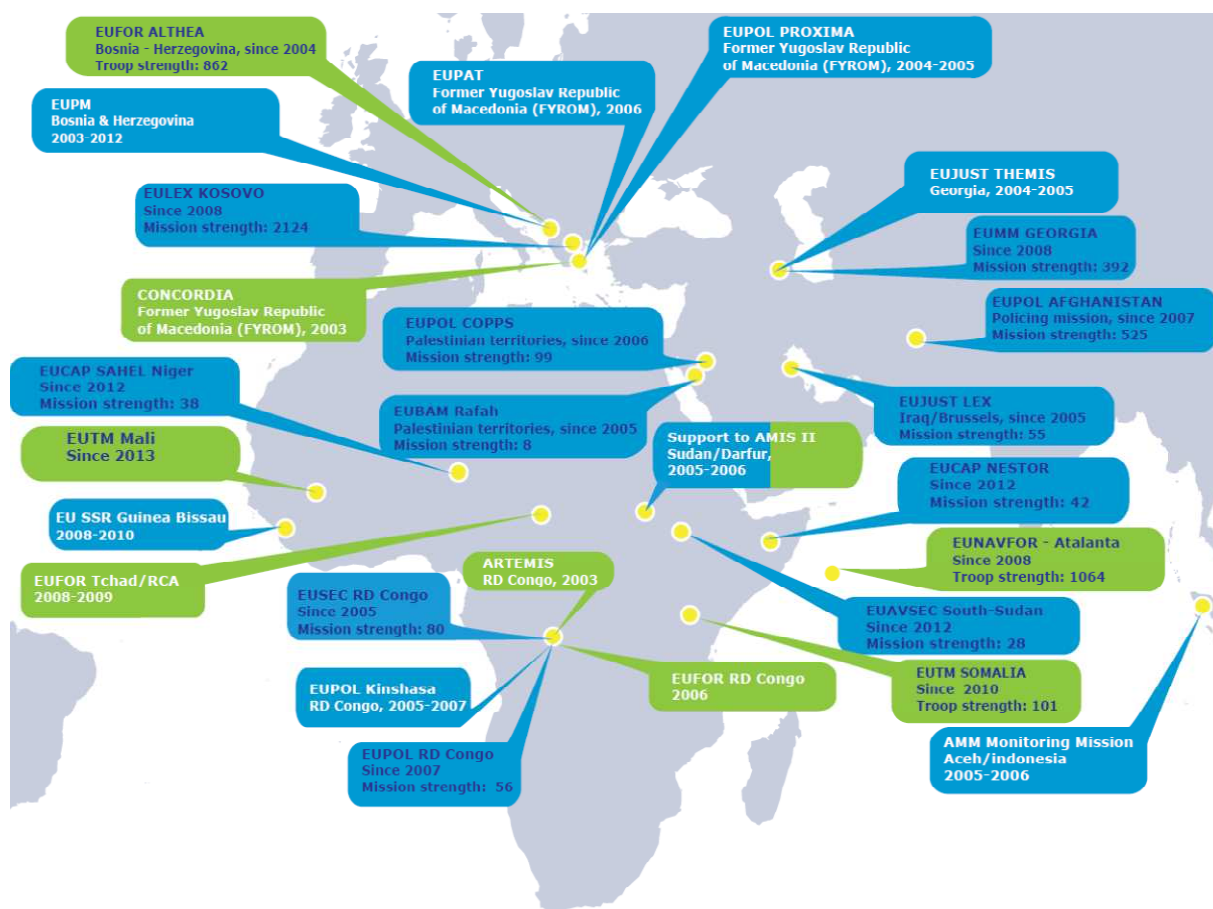 EUFOR ALTHEA
Bosnia - Herzegovina, since 2004
Troop strength: 862
EUPOL PROXIMA
Former Yugoslav Republic
of Macedonia (FYROM), 2004-2005
EUPAT
Former Yugoslav Republic
of Macedonia (FYROM), 2006
EUPM
Bosnia & Herzegovina
2003-2012
EUJUST THEMIS
Georgia, 2004-2005
EULEX KOSOVO
Since 2008
Mission strength: 2124
EUMM GEORGIA
Since 2008
Mission strength: 392
CONCORDIA
Former Yugoslav Republic
of Macedonia (FYROM), 2003
EUPOL AFGHANISTAN
Policing mission, since 2007
Mission strength: 525
EUPOL COPPS
Palestinian territories, since 2006
Mission strength: 99
EUCAP SAHEL Niger
Since 2012
Mission strength: 38
EUBAM Rafah
Palestinian territories, since 2005
Mission strength: 8
EUJUST LEX
Iraq/Brussels, since 2005
Mission strength: 55
EUTM Mali
Since 2013
Support to AMIS II
Sudan/Darfur,
2005-2006
EUCAP NESTOR
Since 2012
Mission strength: 42
EU SSR Guinea Bissau
2008-2010
EUNAVFOR - Atalanta
Since 2008
Troop strength: 1064
EUFOR Tchad/RCA
2008-2009
ARTEMIS
RD Congo, 2003
EUSEC RD Congo
Since 2005
Mission strength: 80
EUAVSEC South-Sudan
Since 2012
Mission strength: 28
EUFOR RD Congo
2006
EUTM SOMALIA
Since 2010
Troop strength: 101
EUPOL Kinshasa
RD Congo, 2005-2007
AMM Monitoring Mission
Aceh/indonesia
2005-2006
EUPOL RD Congo
Since 2007
Mission strength: 56